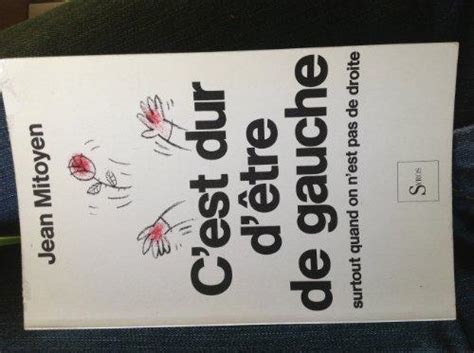 Jean Mitoyen
C'est dur
d'être
de gauche
surtout quand on n'est pas de droite
SYROS